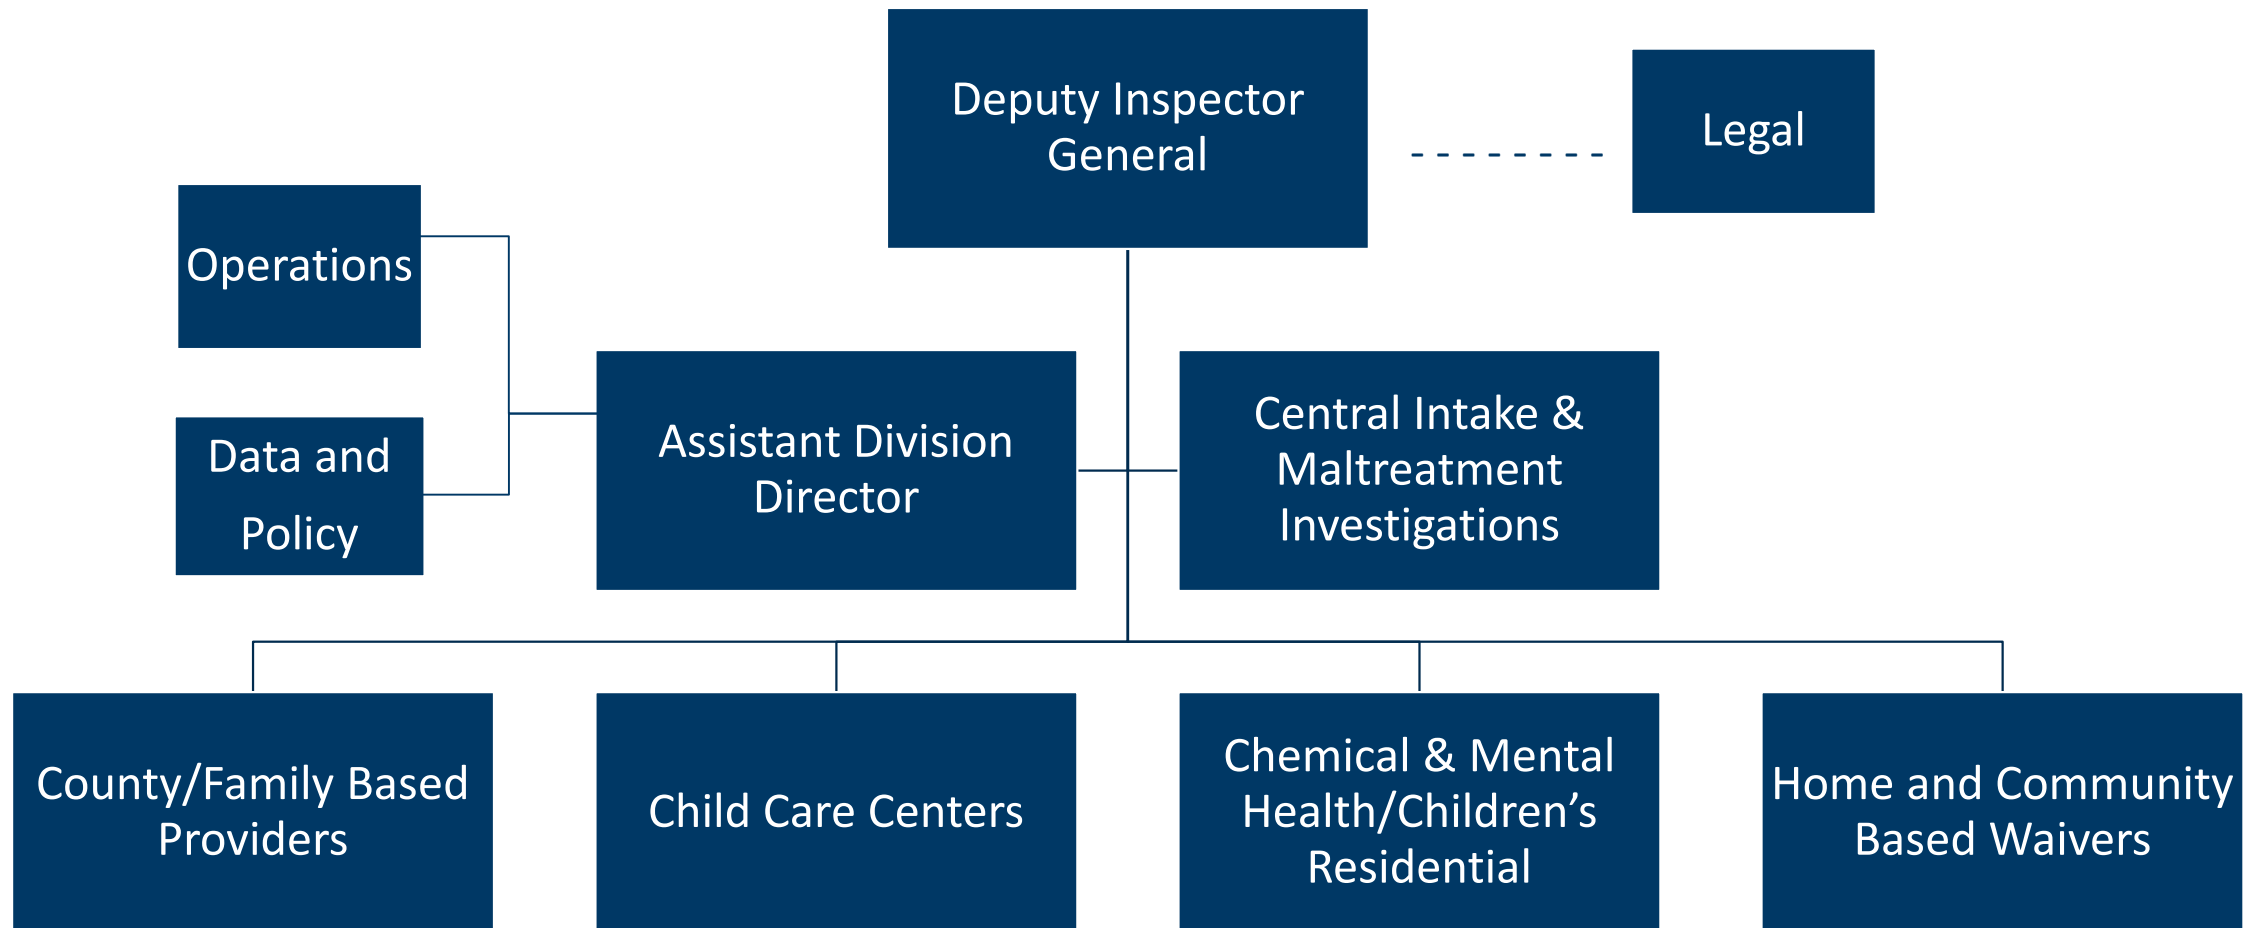 Deputy Inspector
General
Legal
Operations
Data and
Policy
Assistant Division
Director
Central Intake &
Maltreatment
Investigations
County/Family Based
Providers
Child Care Centers
Chemical & Mental
Health/Children’s
Residential
Home and Community
Based Waivers